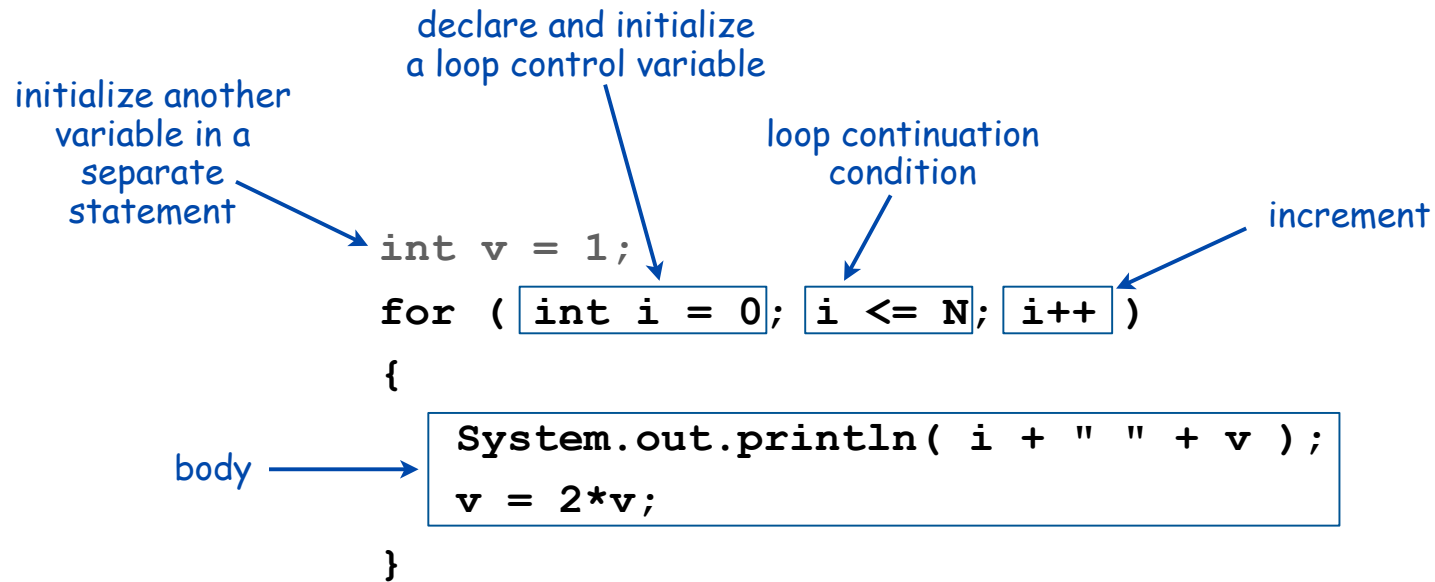 declare and initialize
a loop control variable
initialize another
variable in a
separate
statement
loop continuation
condition
increment
int v = 1;
for ( int i = 0; i <= N; i++ )
{
System.out.println( i + " " + v );
v = 2*v;
body
}